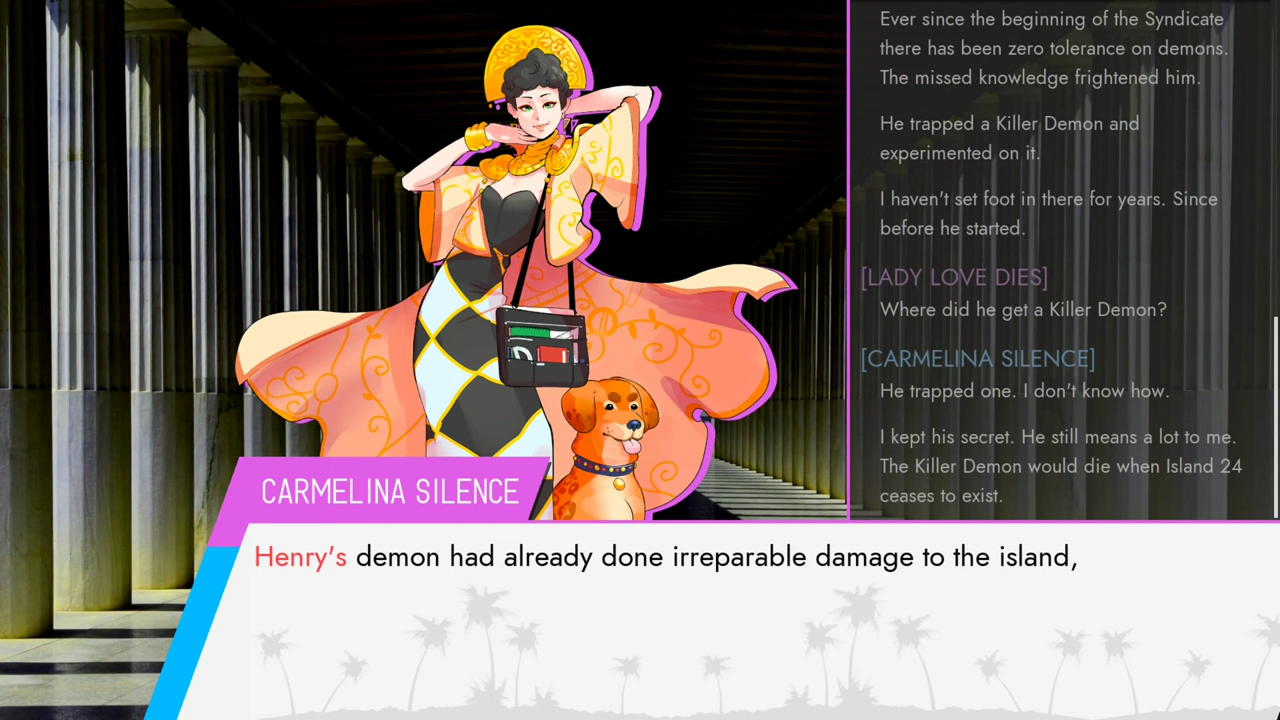 Ever since the beginning of the Syndicate
there has been zero tolerance on demons.
The missed knowledge frightened him.
He trapped a Killer Demon and
experimented on it.
I haven't set foot in there for years. Since
before he started.
[LADY LOVE DIES]
Where did he get a Killer Demon?
[CARMELINA SILENCE]
He trapped one. I don't know how.
I kept his secret. He still means a lot to me.
The Killer Demon would die when Island 24
ceases to exist.
CARMELINA SILENCE
Henry's demon had already done irreparable damage to the island,